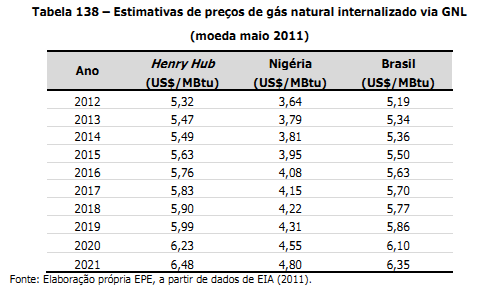 Tabela 138 – Estimativas de preços de gás natural internalizado via GNL
(moeda maio 2011)
Ano Henry Hub (US$/MBtu) Nigéria (US$/MBtu) Brasil (US$/MBtu)
2012 5,32 3,64 5,19
2013 5,47 3,79 5,34
2014 5,49 3,81 5,36
2015 5,63 3,95 5,50
2016 5,76 4,08 5,63
2017 5,83 4,15 5,70
2018 5,90 4,22 5,77
2019 5,99 4,31 5,86
2020 6,23 4,55 6,10
2021 6,48 4,80 6,35
Fonte: Elaboração própria EPE, a partir de dados de EIA (2011).